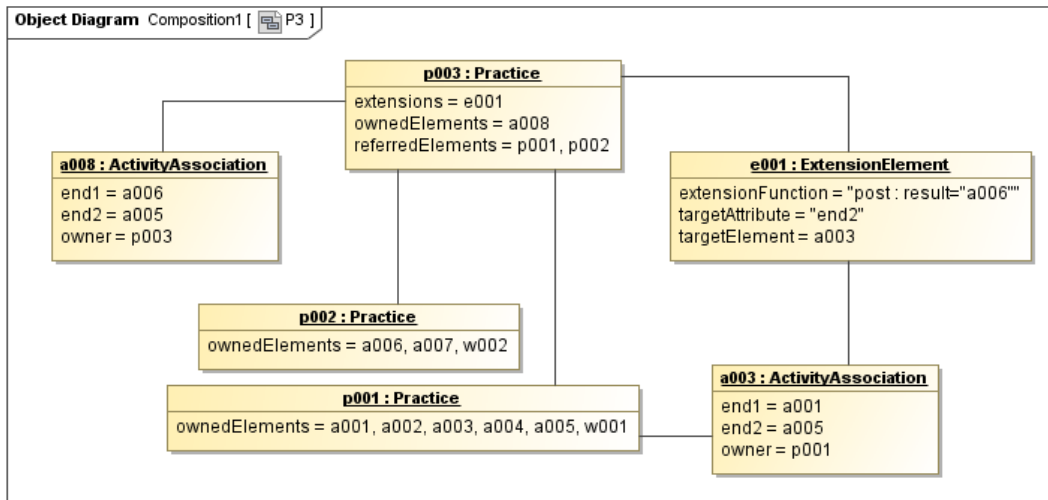 Object Diagram Composition1 [ P3 ]
p003 : Practice
extensions = e001
ownedElements = a008
referredElements = p001, p002
a008 : ActivityAssociation
end1 = a006
end2 = a005
owner = p003
e001 : ExtensionElement
extensionFunction = "post : result="a006""
targetAttribute = "end2"
targetElement = a003
p002 : Practice
ownedElements = a006, a007, w002
p001 : Practice
ownedElements = a001, a002, a003, a004, a005, w001
a003 : ActivityAssociation
end1 = a001
end2 = a005
owner = p001